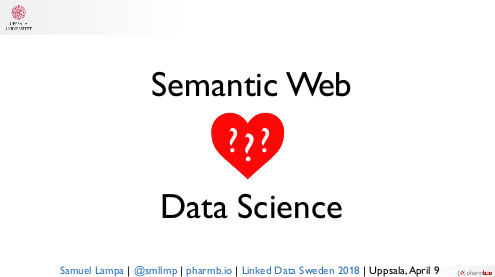 UPPSALA
UNIVERSITET
Semantic Web
???
Data Science
Samuel Lampa | @smllmp | pharmb.io | Linked Data Sweden 2018 | Uppsala, April 9
pharmb.io